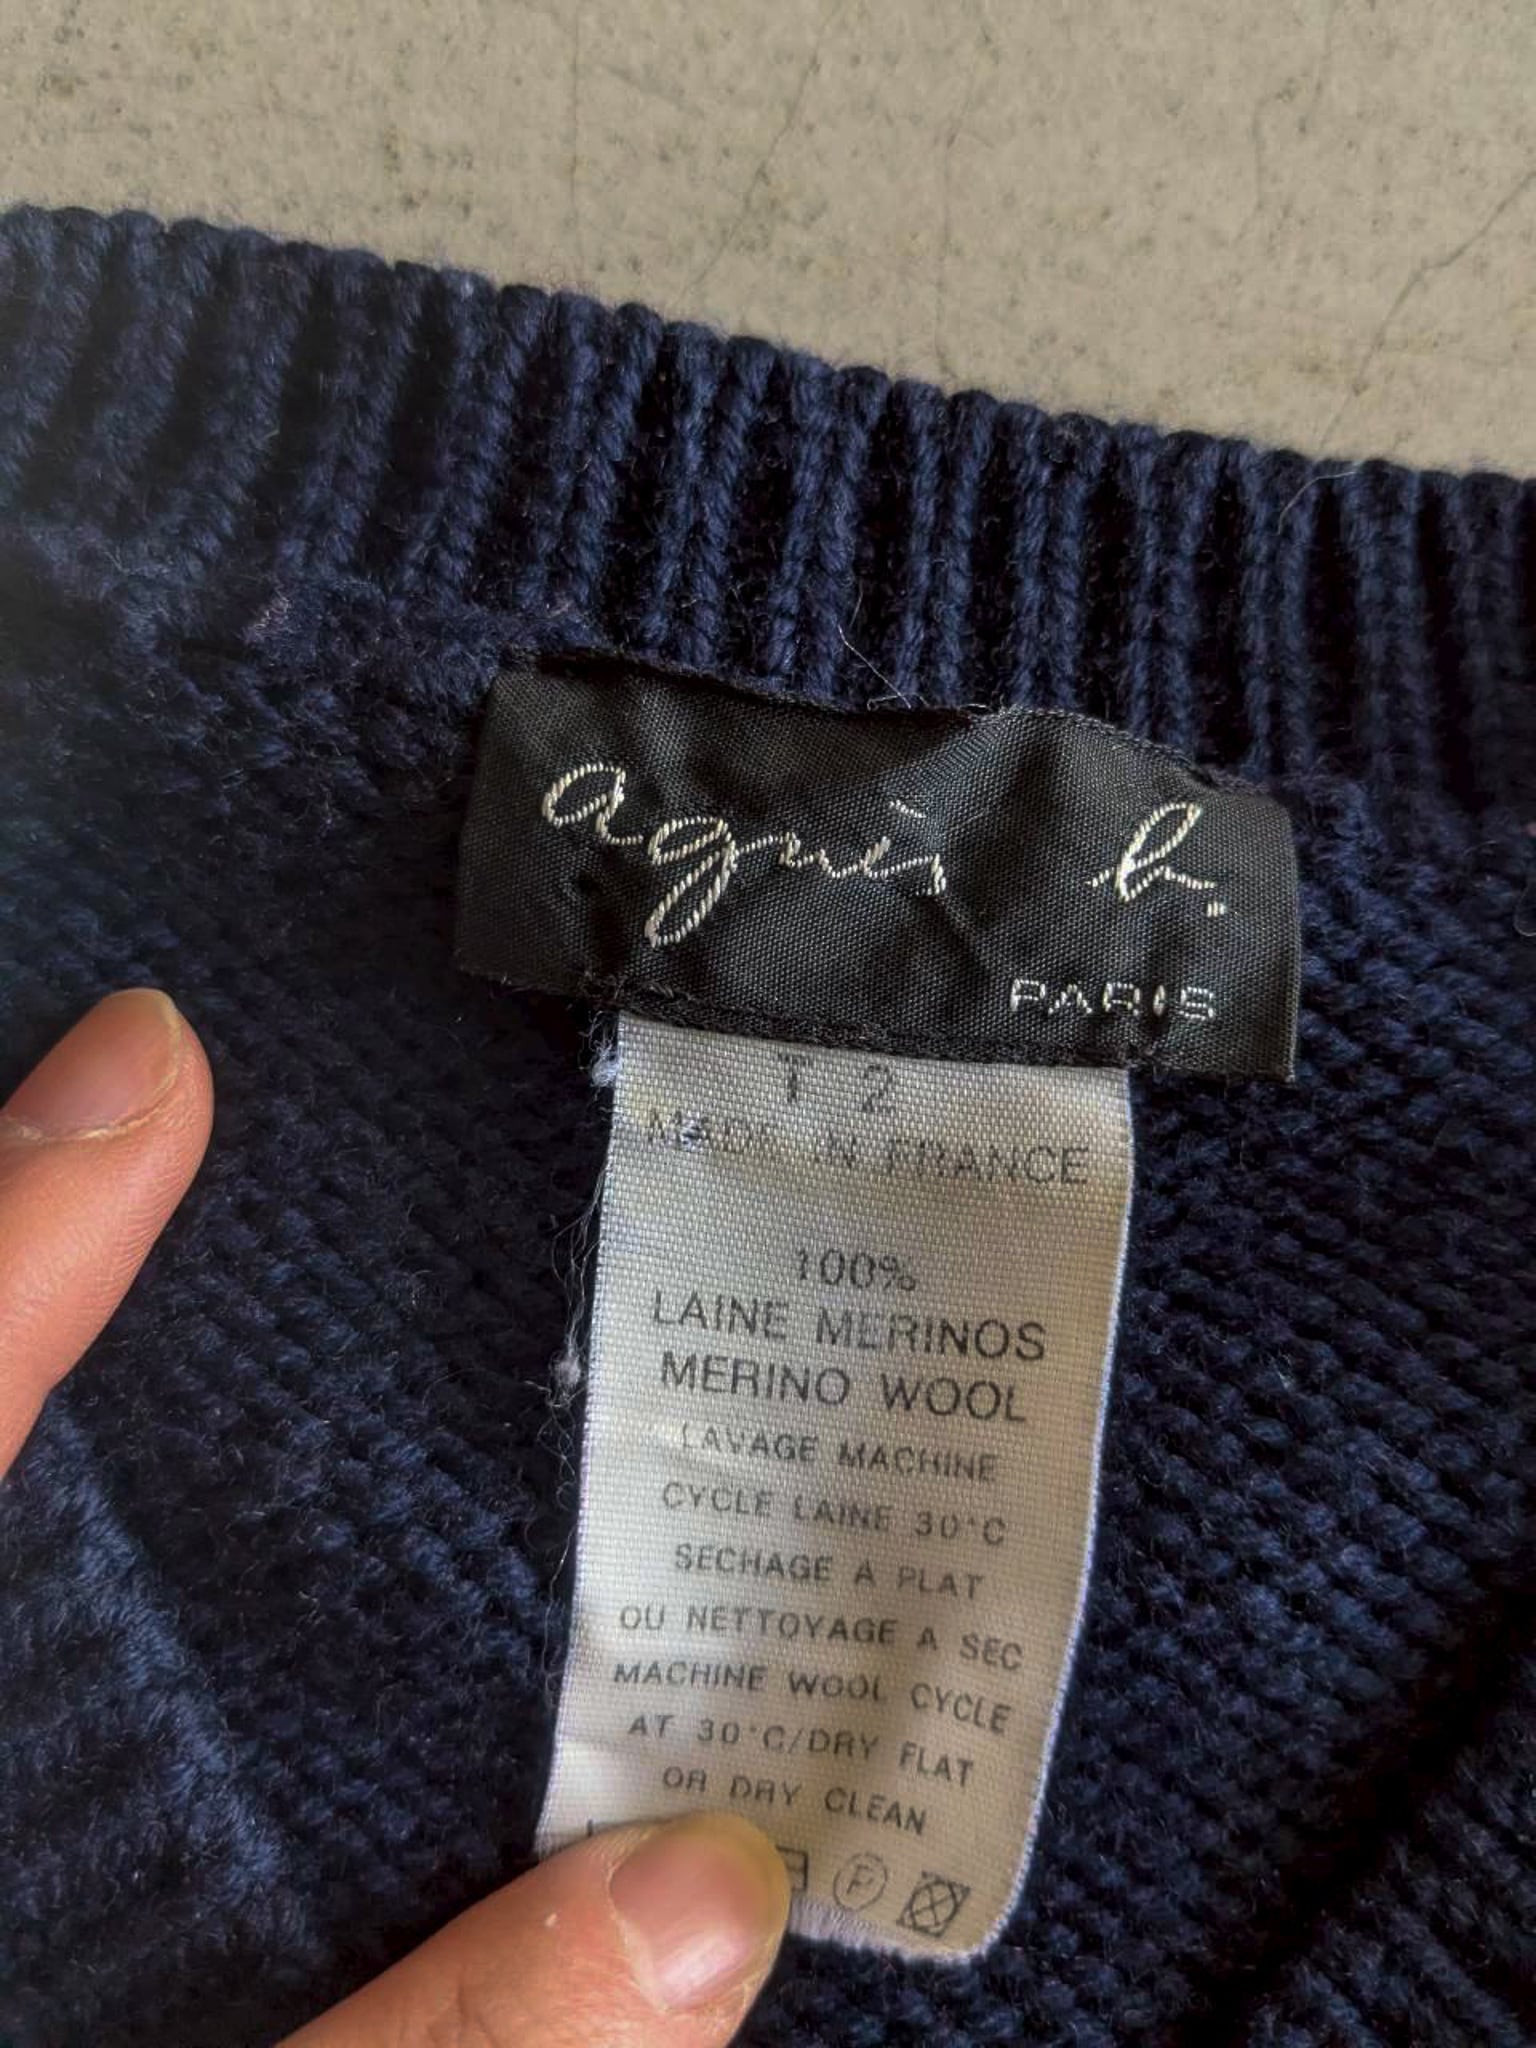 agnès b.
PARIS
T 2
MADE IN FRANCE
100%
LAINE MERINOS
MERINO WOOL
LAVAGE MACHINE
CYCLE LAINE 30°C
SECHAGE A PLAT
OU NETTOYAGE A SEC
MACHINE WOOL CYCLE
AT 30°C/DRY FLAT
OR DRY CLEAN
F